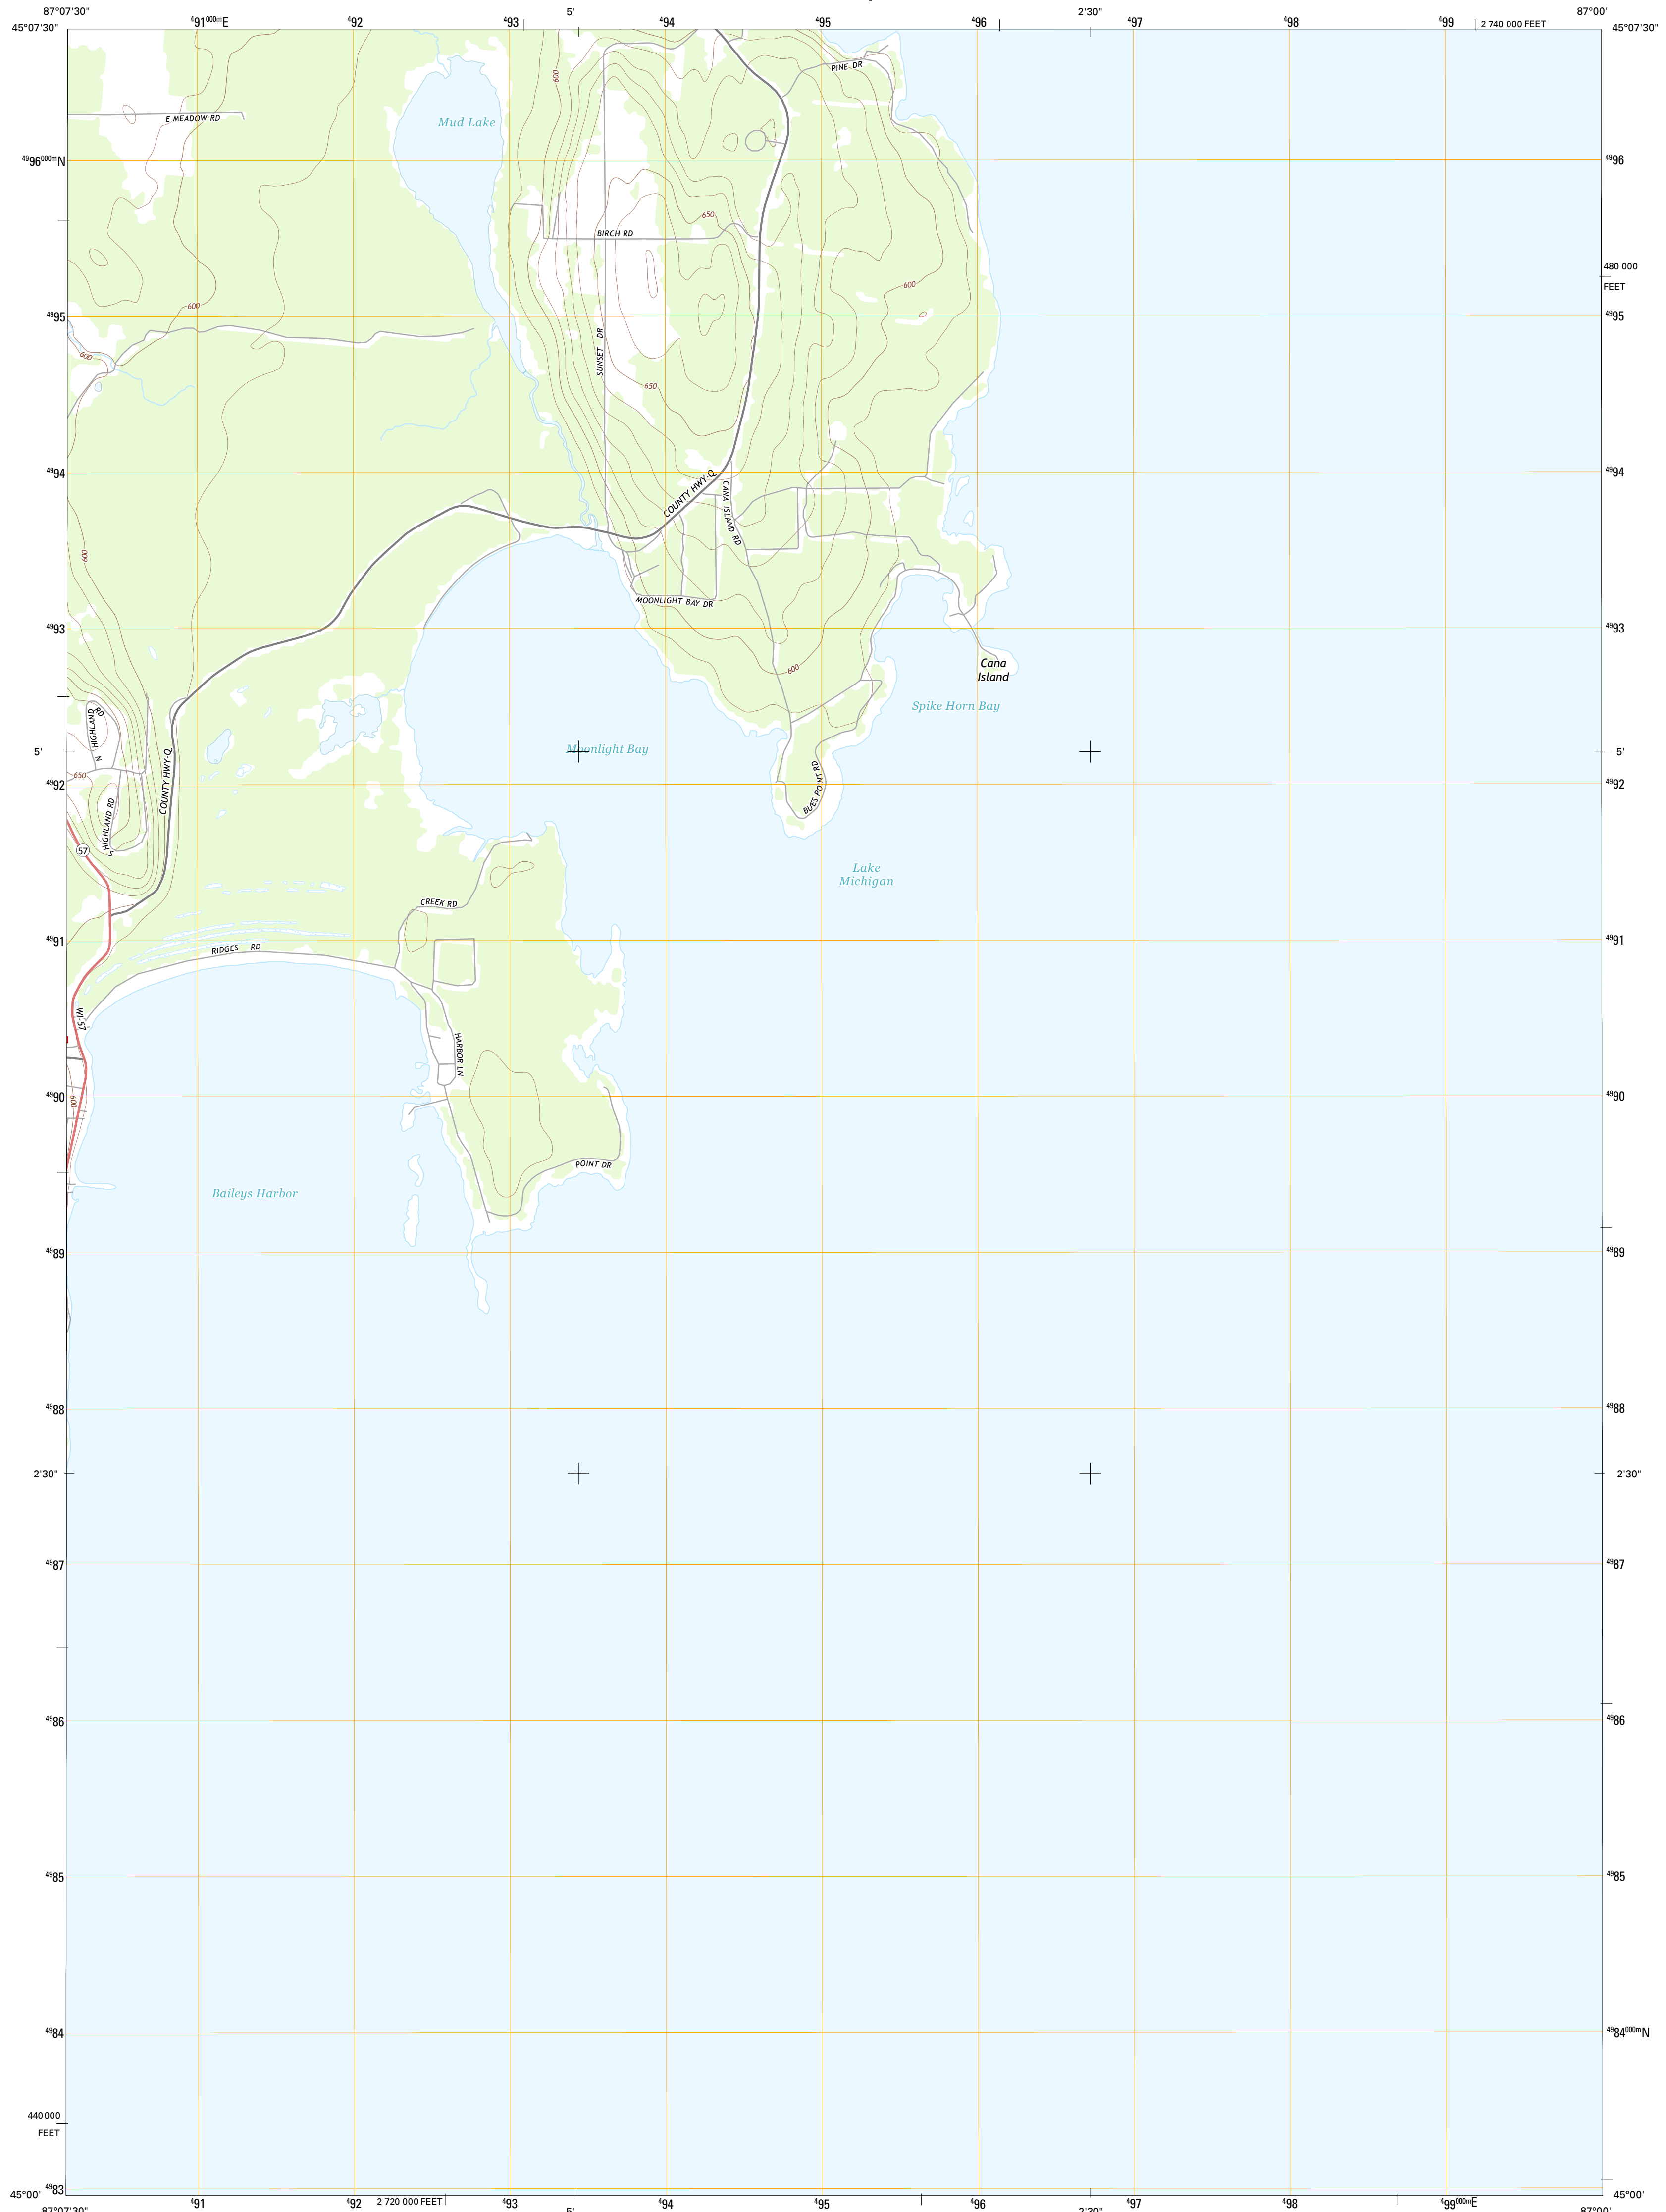 87°07'30"
5'
2'30"
87°00'
45°07'30"
⁴91⁰⁰⁰ᵐE
⁴92
⁴93
⁴94
⁴95
⁴96
⁴97
⁴98
⁴99
2 740 000 FEET
45°07'30"
PINE DR
E MEADOW RD
Mud Lake
600
⁴⁹96⁰⁰⁰ᵐN
⁴⁹96
650
BIRCH RD
480 000
FEET
600
600
⁴⁹95
⁴⁹95
SUNSET DR
600
650
⁴⁹94
⁴⁹94
COUNTY HWY-Q
CANA ISLAND RD
600
MOONLIGHT BAY DR
⁴⁹93
⁴⁹93
600
Cana
Island
Spike Horn Bay
N HIGHLAND RD
5'
Moonlight Bay
5'
BUES POINT RD
650
COUNTY HWY-Q
⁴⁹92
⁴⁹92
S HIGHLAND RD
57
Lake
Michigan
CREEK RD
⁴⁹91
⁴⁹91
RIDGES RD
WI-57
HARBOR LN
600
⁴⁹90
⁴⁹90
POINT DR
Baileys Harbor
⁴⁹89
⁴⁹89
⁴⁹88
⁴⁹88
2'30"
2'30"
⁴⁹87
⁴⁹87
⁴⁹86
⁴⁹86
⁴⁹85
⁴⁹85
⁴⁹84
⁴⁹84⁰⁰⁰ᵐN
440 000
FEET
⁴⁹83
45°00'
45°00'
87°07'30"
⁴91
⁴92
2 720 000 FEET
⁴93
5'
⁴94
⁴95
⁴96
2'30"
⁴97
⁴98
⁴99⁰⁰⁰ᵐE
87°00'